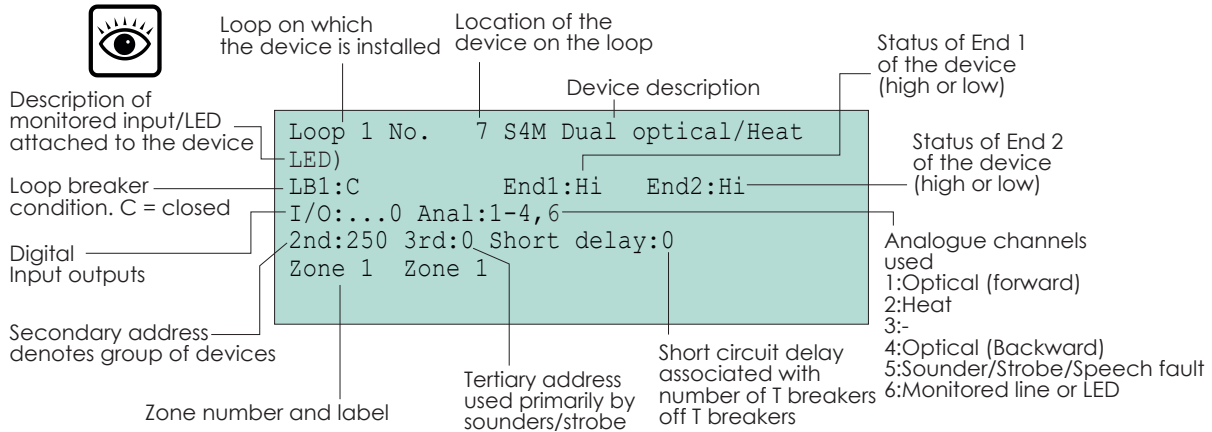 Loop on which
the device is installed
Location of the
device on the loop
Device description
Status of End 1
of the device
(high or low)
Description of
monitored input/LED
attached to the device
Loop 1 No.   7 S4M Dual optical/Heat
LED)
LB1:C          End1:Hi   End2:Hi
I/O:...0 Anal:1-4,6
2nd:250 3rd:0 Short delay:0
Zone 1  Zone 1
Status of End 2
of the device
(high or low)
Loop breaker
condition. C = closed
Digital
Input outputs
Analogue channels
used
1:Optical (forward)
2:Heat
3:-
4:Optical (Backward)
5:Sounder/Strobe/Speech fault
6:Monitored line or LED
Secondary address
denotes group of devices
Zone number and label
Tertiary address
used primarily by
sounders/strobe
Short circuit delay
associated with
number of T breakers
off T breakers